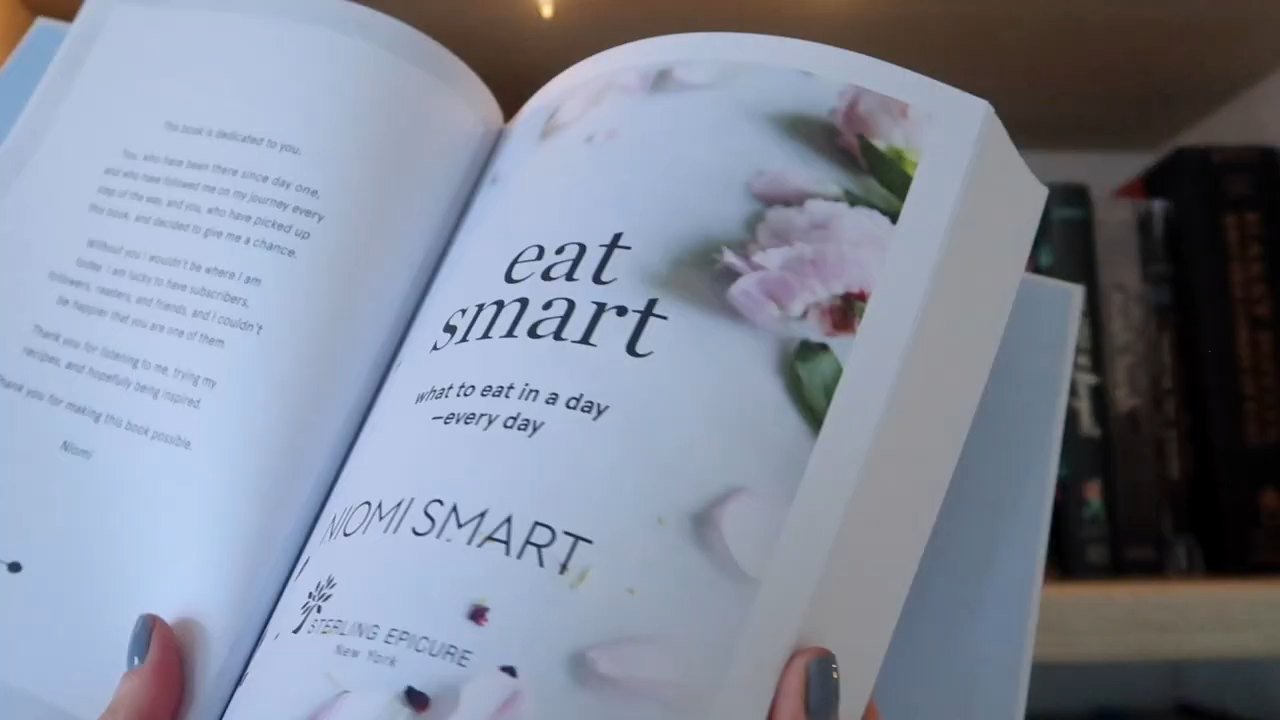 This book is dedicated to you.
You, who have been there since day one,
and who have followed me on my journey every
step of the way, and you, who have picked up
this book, and decided to give me a chance.
Without you I wouldn't be where I am
today. I am lucky to have subscribers,
followers, readers, and friends, and I couldn't
be happier that you are one of them.
Thank you for listening to me, trying my
recipes, and hopefully being inspired.
Thank you for making this book possible.
Niomi
eat
smart
what to eat in a day
—every day
NIOMI SMART
STERLING EPICURE
New York